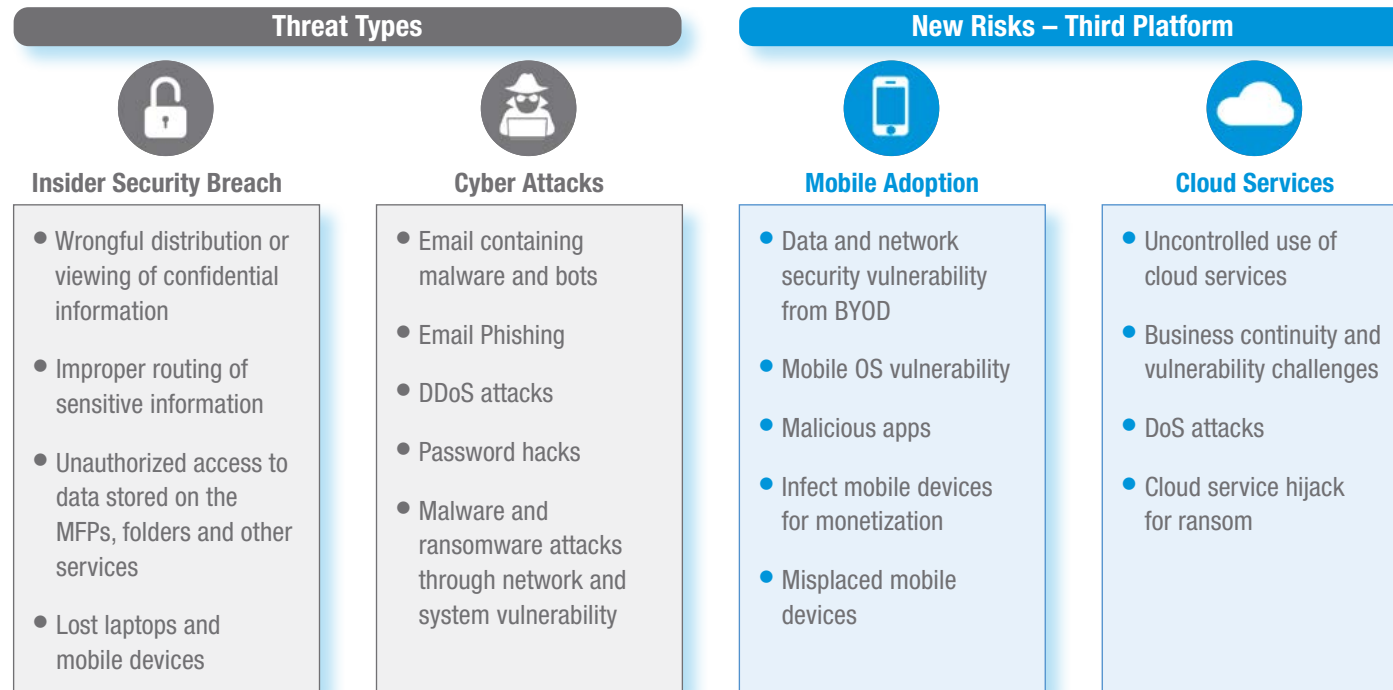 Threat Types
Insider Security Breach
• Wrongful distribution or
viewing of confidential
information
• Improper routing of
sensitive information
• Unauthorized access to
data stored on the
MFPs, folders and other
services
• Lost laptops and
mobile devices
Cyber Attacks
• Email containing
malware and bots
• Email Phishing
• DDoS attacks
• Password hacks
• Malware and
ransomware attacks
through network and
system vulnerability
New Risks – Third Platform
Mobile Adoption
• Data and network
security vulnerability
from BYOD
• Mobile OS vulnerability
• Malicious apps
• Infect mobile devices
for monetization
• Misplaced mobile
devices
Cloud Services
• Uncontrolled use of
cloud services
• Business continuity and
vulnerability challenges
• DoS attacks
• Cloud service hijack
for ransom